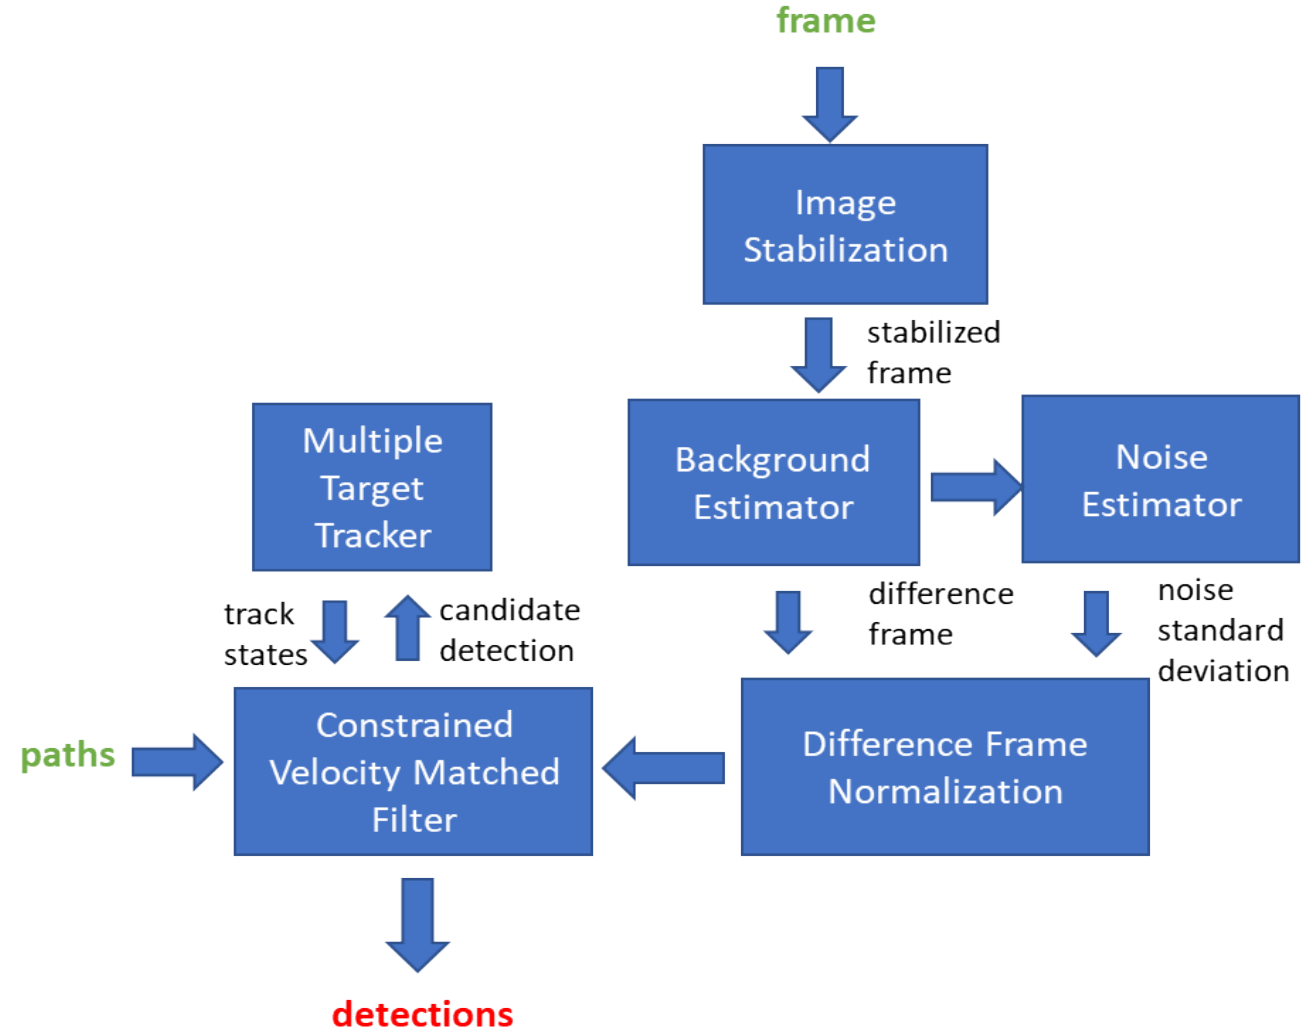 frame
Image
Stabilization
stabilized
frame
Multiple
Target
Tracker
Background
Estimator
Noise
Estimator
track
states
candidate
detection
difference
frame
noise
standard
deviation
paths
Constrained
Velocity Matched
Filter
Difference Frame
Normalization
detections